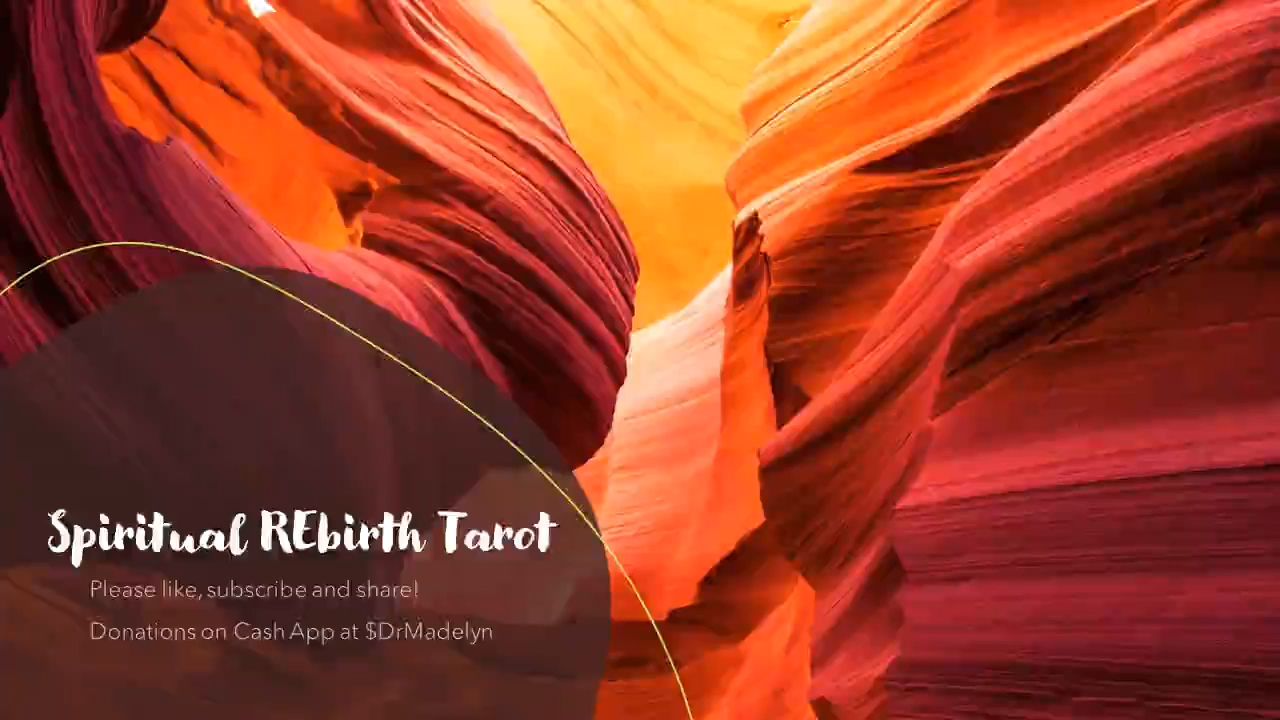 Spiritual REbirth Tarot
Please like, subscribe and share!
Donations on Cash App at $DrMadelyn